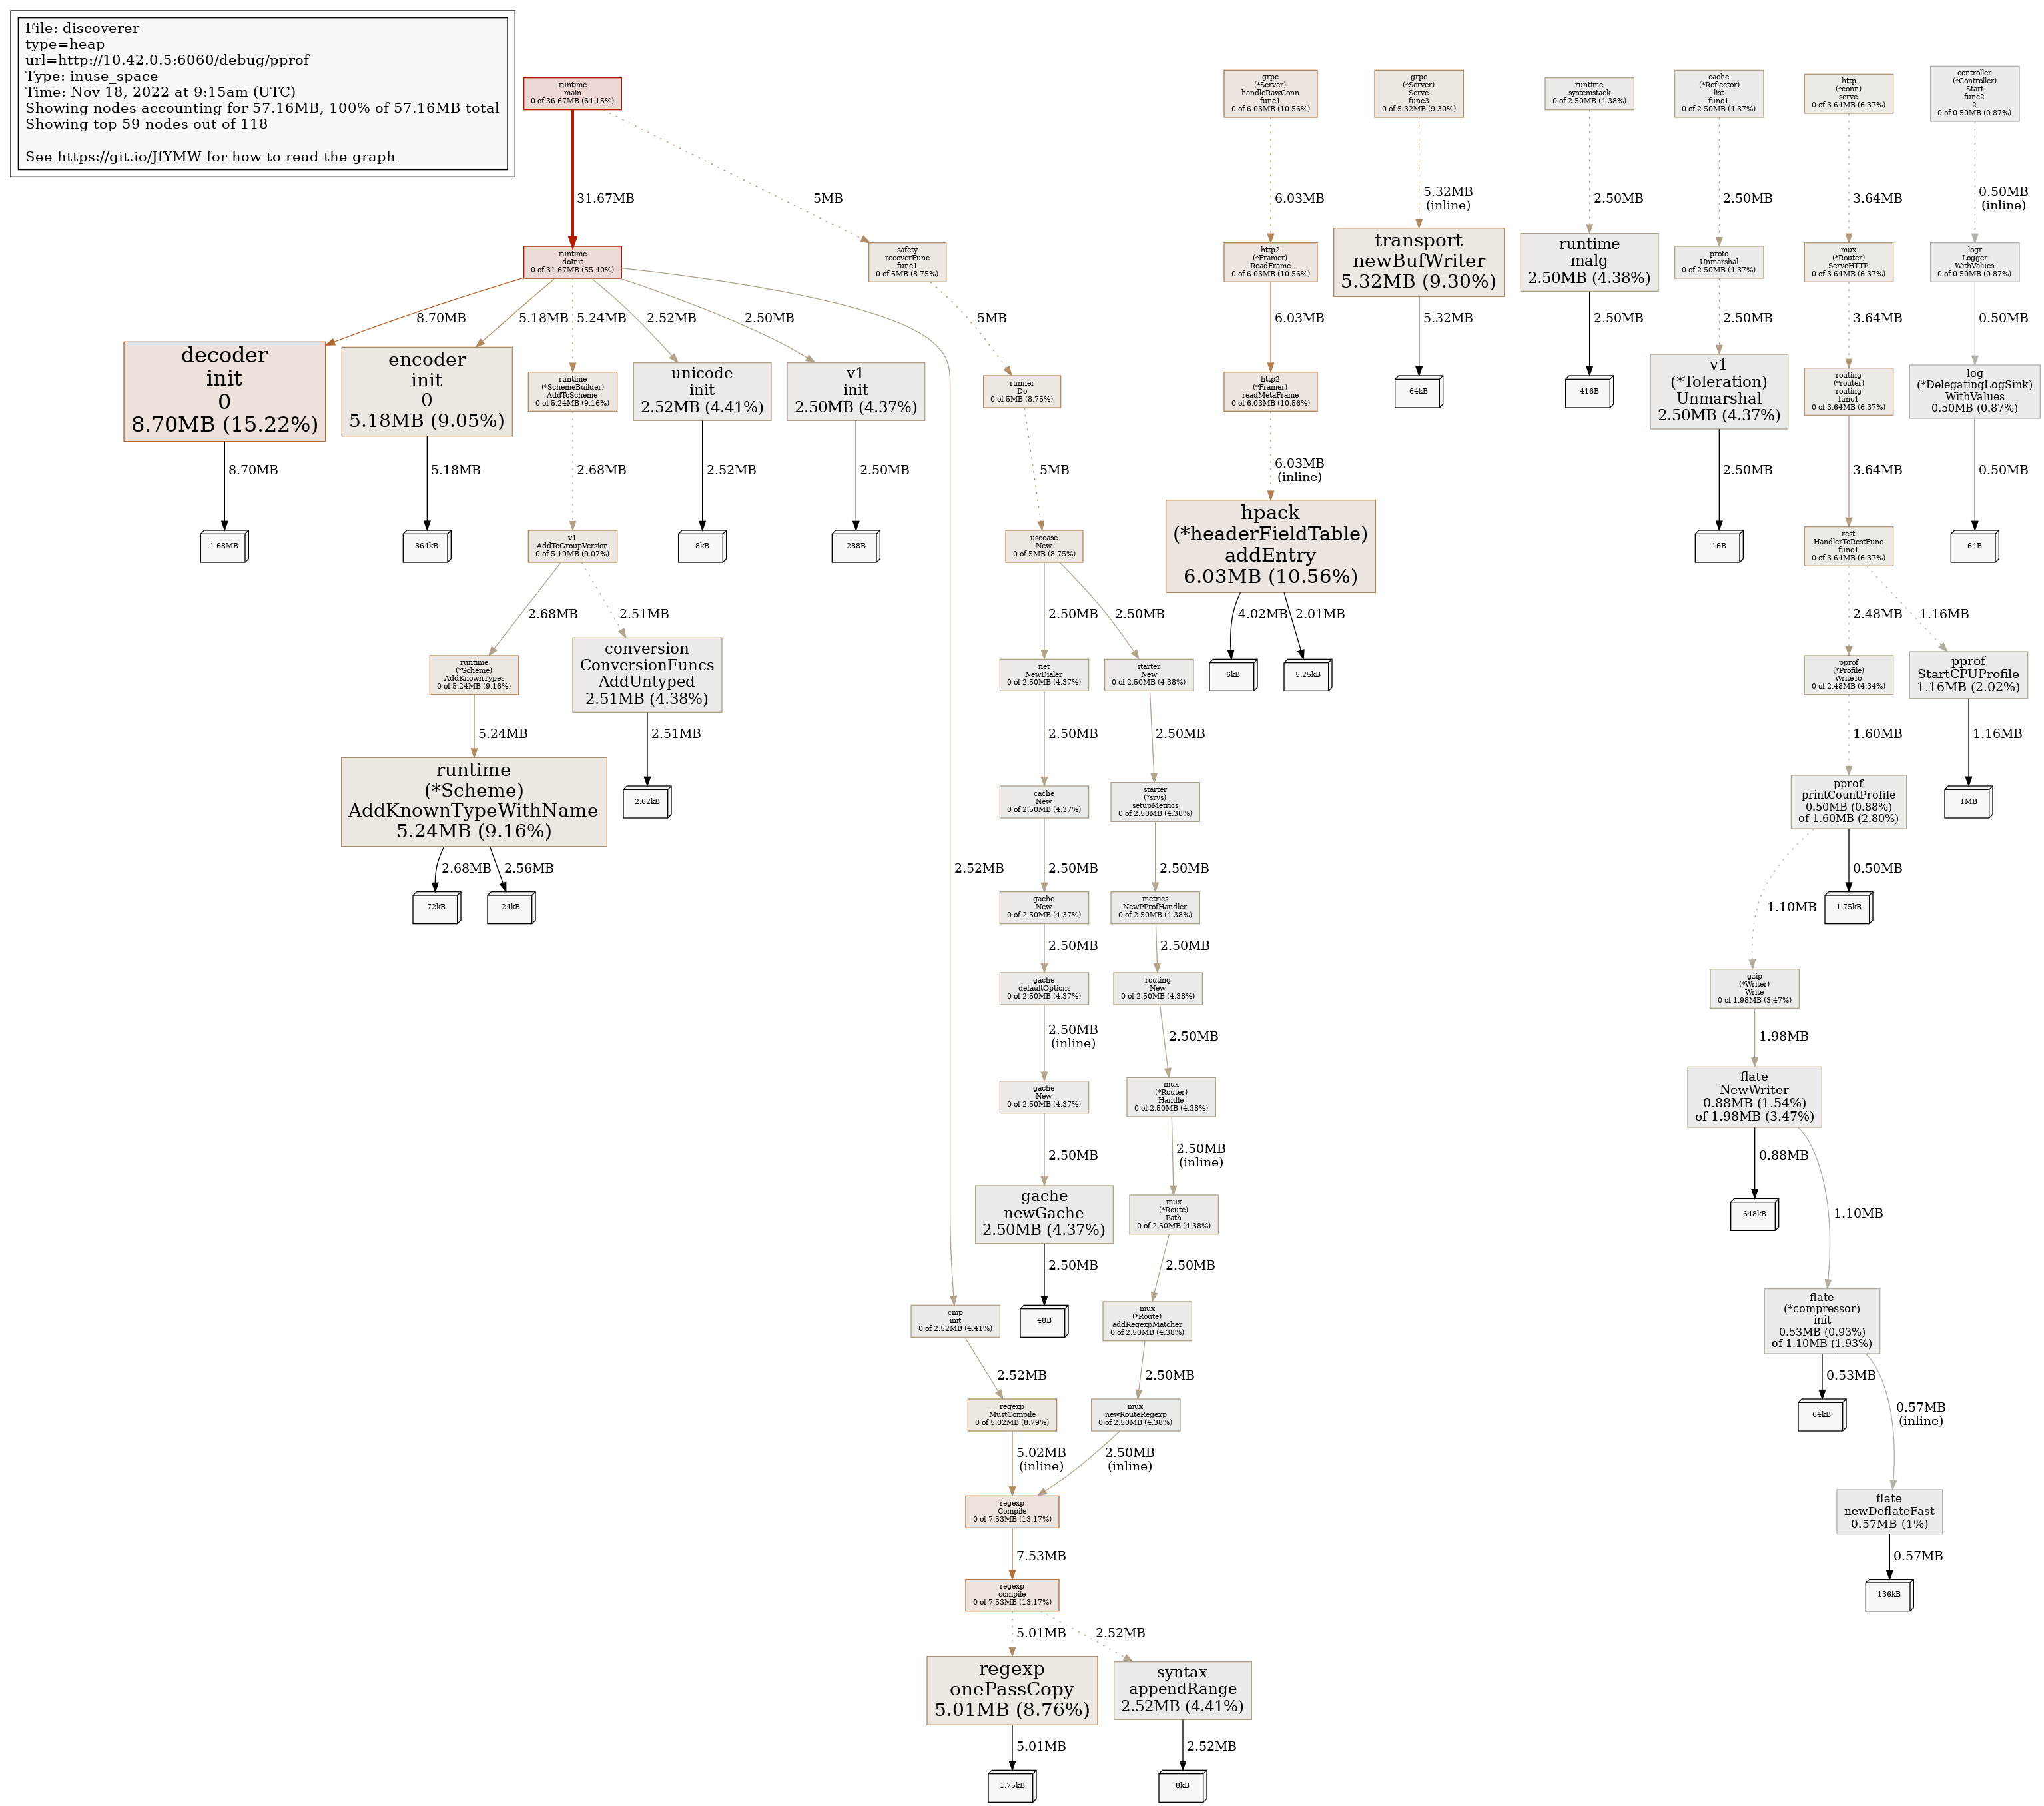 File: discoverer
type=heap
url=http://10.42.0.5:6060/debug/pprof
Type: inuse_space
Time: Nov 18, 2022 at 9:15am (UTC)
Showing nodes accounting for 57.16MB, 100% of 57.16MB total
Showing top 59 nodes out of 118
See https://git.io/JfYMW for how to read the graph
runtime
main
0 of 36.67MB (64.15%)
grpc
(*Server)
handleRawConn
func1
0 of 6.03MB (10.56%)
grpc
(*Server)
Serve
func3
0 of 5.32MB (9.30%)
runtime
systemstack
0 of 2.50MB (4.38%)
cache
(*Reflector)
list
func1
0 of 2.50MB (4.37%)
http
(*conn)
serve
0 of 3.64MB (6.37%)
controller
(*Controller)
Start
func2
2
0 of 0.50MB (0.87%)
31.67MB
5MB
6.03MB
5.32MB
(inline)
2.50MB
2.50MB
3.64MB
0.50MB
(inline)
runtime
doInit
0 of 31.67MB (55.40%)
safety
recoverFunc
func1
0 of 5MB (8.75%)
http2
(*Framer)
ReadFrame
0 of 6.03MB (10.56%)
transport
newBufWriter
5.32MB (9.30%)
runtime
malg
2.50MB (4.38%)
proto
Unmarshal
0 of 2.50MB (4.37%)
mux
(*Router)
ServeHTTP
0 of 3.64MB (6.37%)
logr
Logger
WithValues
0 of 0.50MB (0.87%)
8.70MB
5.18MB
5.24MB
2.52MB
2.50MB
5MB
6.03MB
5.32MB
2.50MB
2.50MB
3.64MB
0.50MB
decoder
init
0
8.70MB (15.22%)
encoder
init
0
5.18MB (9.05%)
runtime
(*SchemeBuilder)
AddToScheme
0 of 5.24MB (9.16%)
unicode
init
2.52MB (4.41%)
v1
init
2.50MB (4.37%)
runner
Do
0 of 5MB (8.75%)
http2
(*Framer)
readMetaFrame
0 of 6.03MB (10.56%)
64kB
416B
v1
(*Toleration)
Unmarshal
2.50MB (4.37%)
routing
(*router)
routing
func1
0 of 3.64MB (6.37%)
log
(*DelegatingLogSink)
WithValues
0.50MB (0.87%)
8.70MB
5.18MB
2.68MB
2.52MB
2.50MB
5MB
6.03MB
(inline)
2.50MB
3.64MB
0.50MB
1.68MB
864kB
v1
AddToGroupVersion
0 of 5.19MB (9.07%)
8kB
288B
usecase
New
0 of 5MB (8.75%)
hpack
(*headerFieldTable)
addEntry
6.03MB (10.56%)
16B
rest
HandlerToRestFunc
func1
0 of 3.64MB (6.37%)
64B
2.68MB
2.51MB
2.50MB
2.50MB
4.02MB
2.01MB
2.48MB
1.16MB
runtime
(*Scheme)
AddKnownTypes
0 of 5.24MB (9.16%)
conversion
ConversionFuncs
AddUntyped
2.51MB (4.38%)
net
NewDialer
0 of 2.50MB (4.37%)
starter
New
0 of 2.50MB (4.38%)
6kB
5.25kB
pprof
(*Profile)
WriteTo
0 of 2.48MB (4.34%)
pprof
StartCPUProfile
1.16MB (2.02%)
5.24MB
2.51MB
2.50MB
2.50MB
1.60MB
1.16MB
runtime
(*Scheme)
AddKnownTypeWithName
5.24MB (9.16%)
2.62kB
cache
New
0 of 2.50MB (4.37%)
starter
(*srvs)
setupMetrics
0 of 2.50MB (4.38%)
pprof
printCountProfile
0.50MB (0.88%)
of 1.60MB (2.80%)
1MB
2.68MB
2.56MB
2.52MB
2.50MB
2.50MB
1.10MB
0.50MB
72kB
24kB
gache
New
0 of 2.50MB (4.37%)
metrics
NewPProfHandler
0 of 2.50MB (4.38%)
1.75kB
2.50MB
2.50MB
gache
defaultOptions
0 of 2.50MB (4.37%)
routing
New
0 of 2.50MB (4.38%)
gzip
(*Writer)
Write
0 of 1.98MB (3.47%)
2.50MB
(inline)
2.50MB
1.98MB
gache
New
0 of 2.50MB (4.37%)
mux
(*Router)
Handle
0 of 2.50MB (4.38%)
flate
NewWriter
0.88MB (1.54%)
of 1.98MB (3.47%)
2.50MB
2.50MB
(inline)
0.88MB
1.10MB
gache
newGache
2.50MB (4.37%)
mux
(*Route)
Path
0 of 2.50MB (4.38%)
648kB
2.50MB
2.50MB
cmp
init
0 of 2.52MB (4.41%)
48B
mux
(*Route)
addRegexpMatcher
0 of 2.50MB (4.38%)
flate
(*compressor)
init
0.53MB (0.93%)
of 1.10MB (1.93%)
2.52MB
2.50MB
0.53MB
0.57MB
(inline)
regexp
MustCompile
0 of 5.02MB (8.79%)
mux
newRouteRegexp
0 of 2.50MB (4.38%)
64kB
5.02MB
(inline)
2.50MB
(inline)
regexp
Compile
0 of 7.53MB (13.17%)
flate
newDeflateFast
0.57MB (1%)
7.53MB
0.57MB
regexp
compile
0 of 7.53MB (13.17%)
136kB
5.01MB
2.52MB
regexp
onePassCopy
5.01MB (8.76%)
syntax
appendRange
2.52MB (4.41%)
5.01MB
2.52MB
1.75kB
8kB